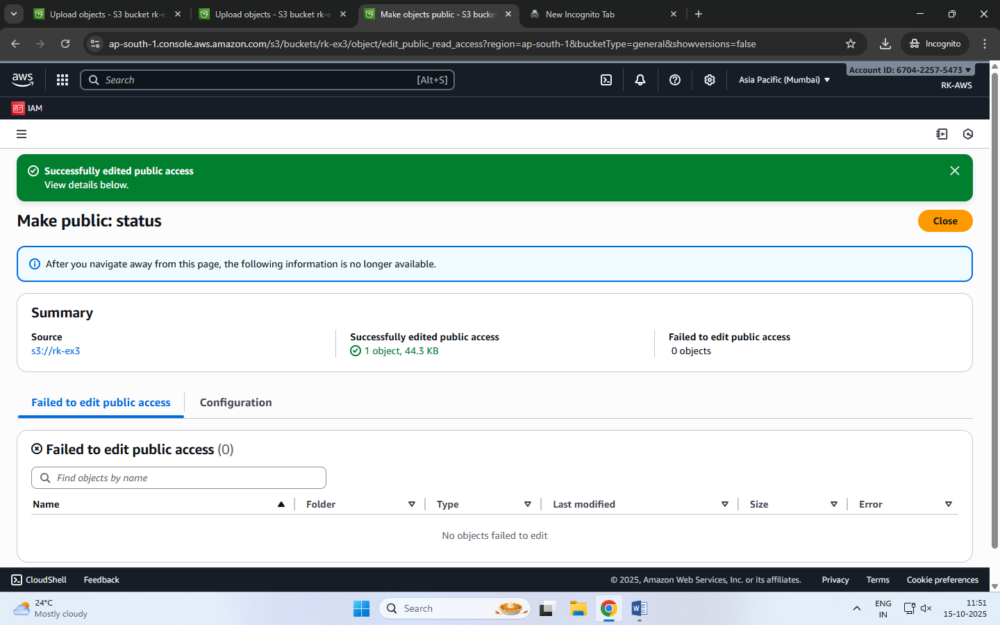 Upload objects - S3 bucket rk-e
Upload objects - S3 bucket rk-e
Make objects public - S3 bucket
New Incognito Tab
ap-south-1.console.aws.amazon.com/s3/buckets/rk-ex3/object/edit_public_read_access?region=ap-south-1&bucketType=general&showversions=false
Incognito
aws
Search
[Alt+S]
Asia Pacific (Mumbai)
Account ID: 6704-2257-5473
RK-AWS
IAM
Successfully edited public access
View details below.
Make public: status
Close
After you navigate away from this page, the following information is no longer available.
Summary
Source
s3://rk-ex3
Successfully edited public access
1 object, 44.3 KB
Failed to edit public access
0 objects
Failed to edit public access
Configuration
Failed to edit public access (0)
Find objects by name
Name
Folder
Type
Last modified
Size
Error
No objects failed to edit
CloudShell
Feedback
© 2025, Amazon Web Services, Inc. or its affiliates.
Privacy
Terms
Cookie preferences
24°C
Mostly cloudy
Search
W
ENG
IN
11:51
15-10-2025